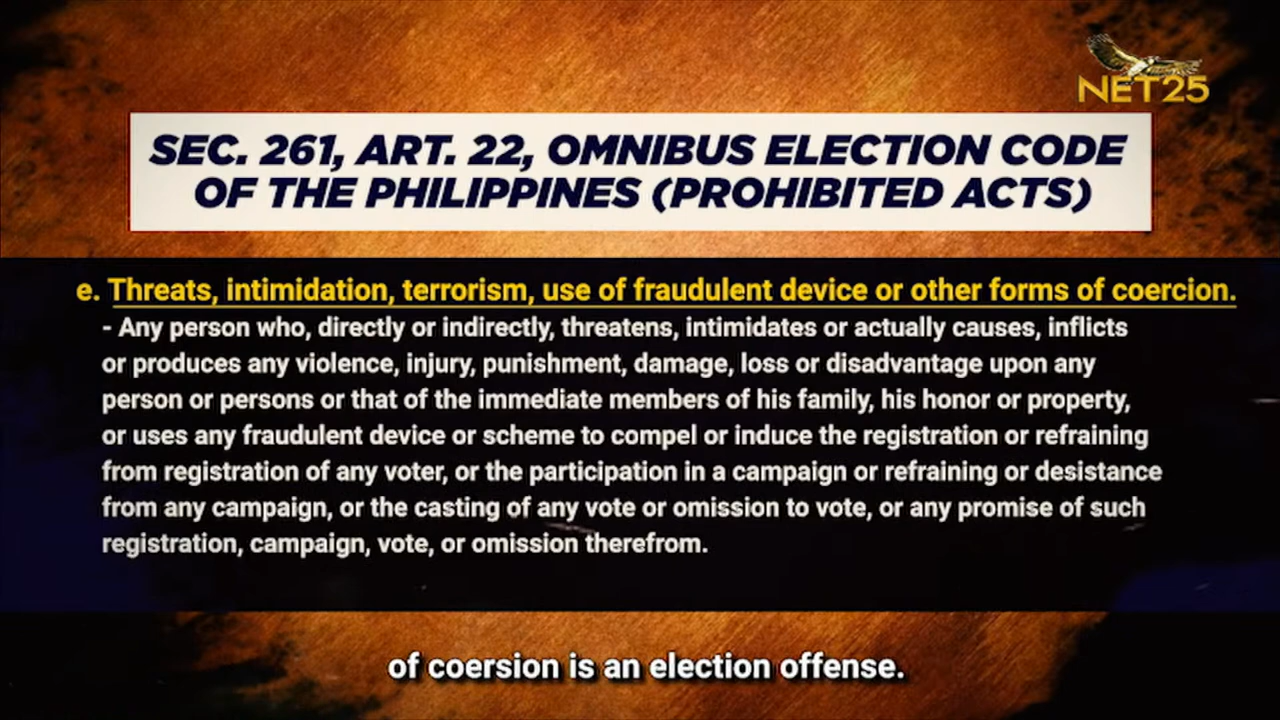 NET25
SEC. 261, ART. 22, OMNIBUS ELECTION CODE
OF THE PHILIPPINES (PROHIBITED ACTS)
e. Threats, intimidation, terrorism, use of fraudulent device or other forms of coercion.
- Any person who, directly or indirectly, threatens, intimidates or actually causes, inflicts
or produces any violence, injury, punishment, damage, loss or disadvantage upon any
person or persons or that of the immediate members of his family, his honor or property,
or uses any fraudulent device or scheme to compel or induce the registration or refraining
from registration of any voter, or the participation in a campaign or refraining or desistance
from any campaign, or the casting of any vote or omission to vote, or any promise of such
registration, campaign, vote, or omission therefrom.
of coersion is an election offense.